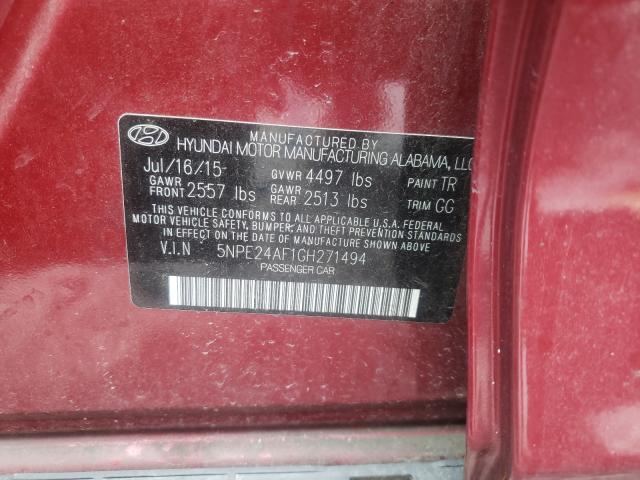 MANUFACTURED BY
HYUNDAI MOTOR MANUFACTURING ALABAMA, LLC
Jul/16/15 GVWR 4497 lbs PAINT TR
GAWR FRONT 2557 lbs GAWR REAR 2513 lbs TRIM GG
THIS VEHICLE CONFORMS TO ALL APPLICABLE U.S.A. FEDERAL
MOTOR VEHICLE SAFETY, BUMPER, AND THEFT PREVENTION STANDARDS
IN EFFECT ON THE DATE OF MANUFACTURE SHOWN ABOVE.
V.I.N 5NPE24AF1GH271494
PASSENGER CAR